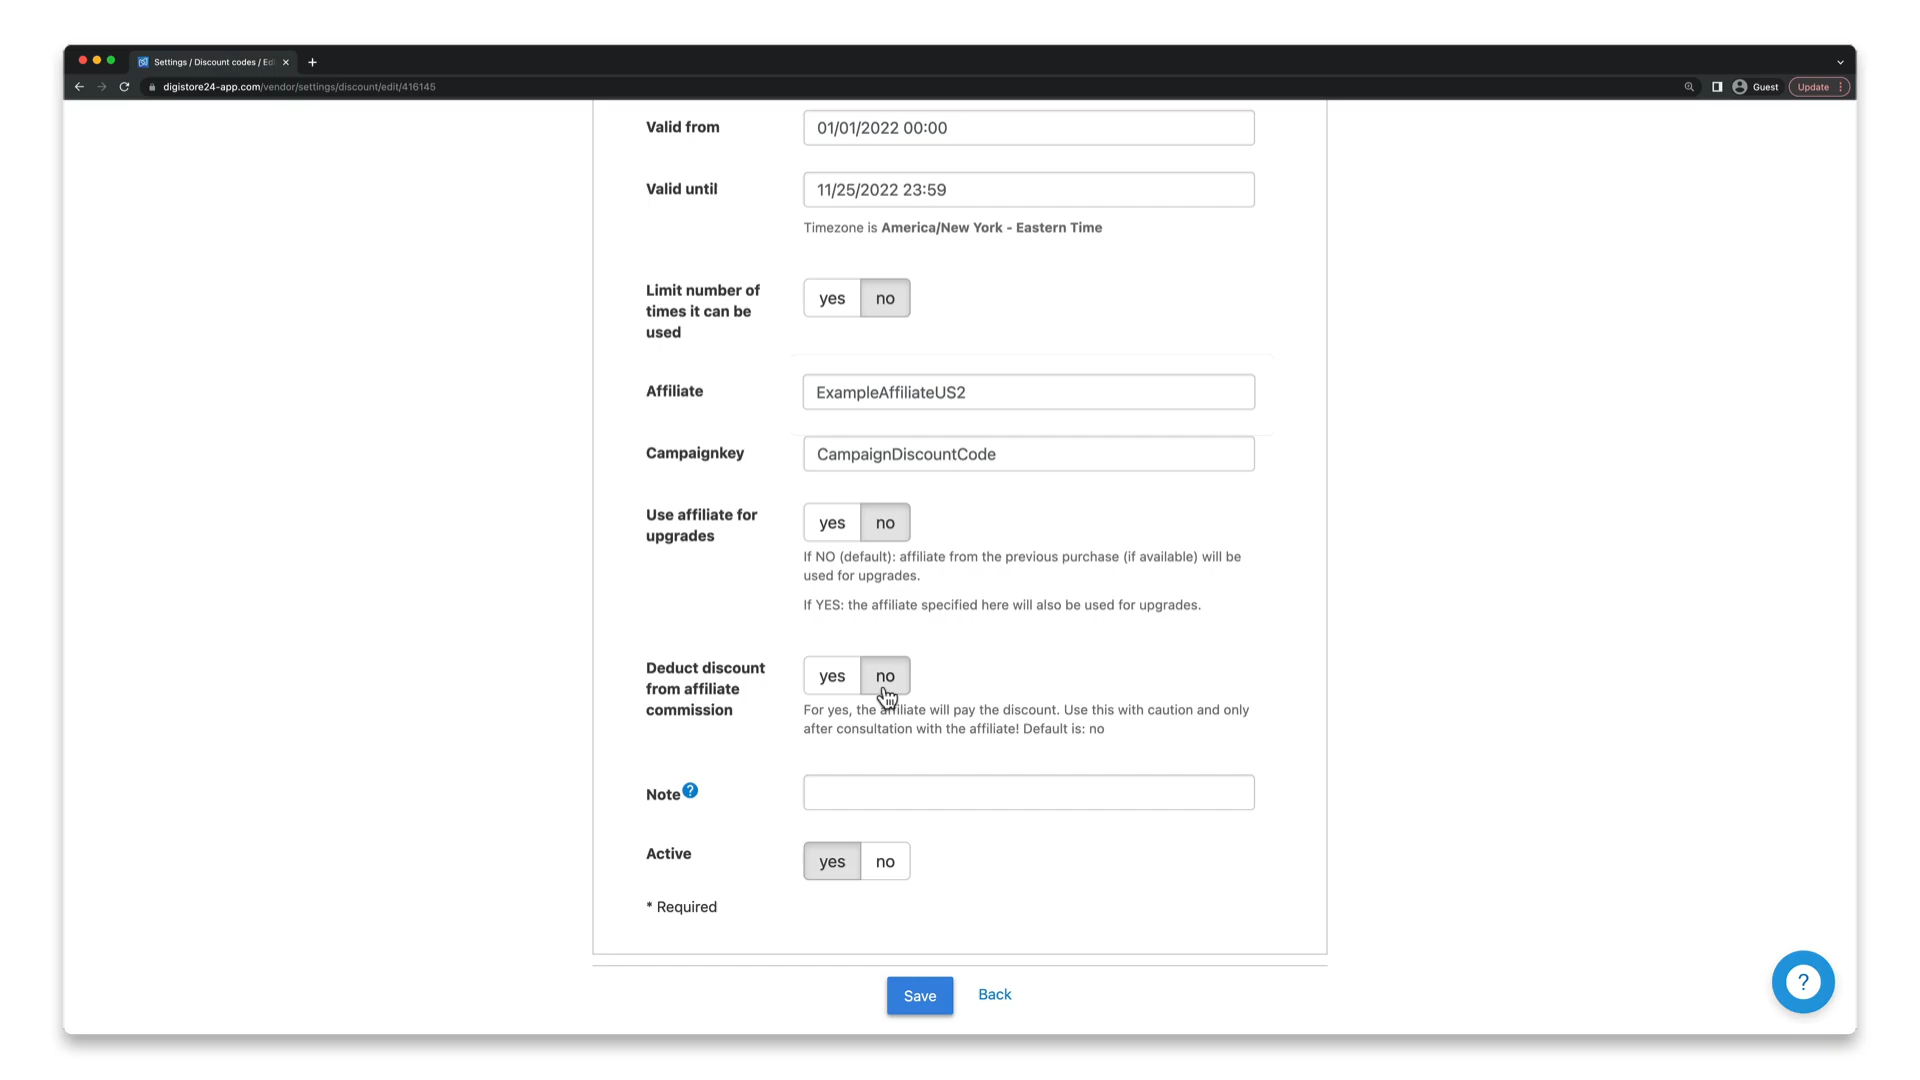 Settings / Discount codes / Ed
digistore24-app.com/vendor/settings/discount/edit/416145
Guest
Update
Valid from
01/01/2022 00:00
Valid until
11/25/2022 23:59
Timezone is America/New York - Eastern Time
Limit number of
times it can be
used
yes
no
Affiliate
ExampleAffiliateUS2
Campaignkey
CampaignDiscountCode
Use affiliate for
upgrades
yes
no
If NO (default): affiliate from the previous purchase (if available) will be
used for upgrades.
If YES: the affiliate specified here will also be used for upgrades.
Deduct discount
from affiliate
commission
yes
no
For yes, the affiliate will pay the discount. Use this with caution and only
after consultation with the affiliate! Default is: no
Note ?
Active
yes
no
* Required
Save
Back
?